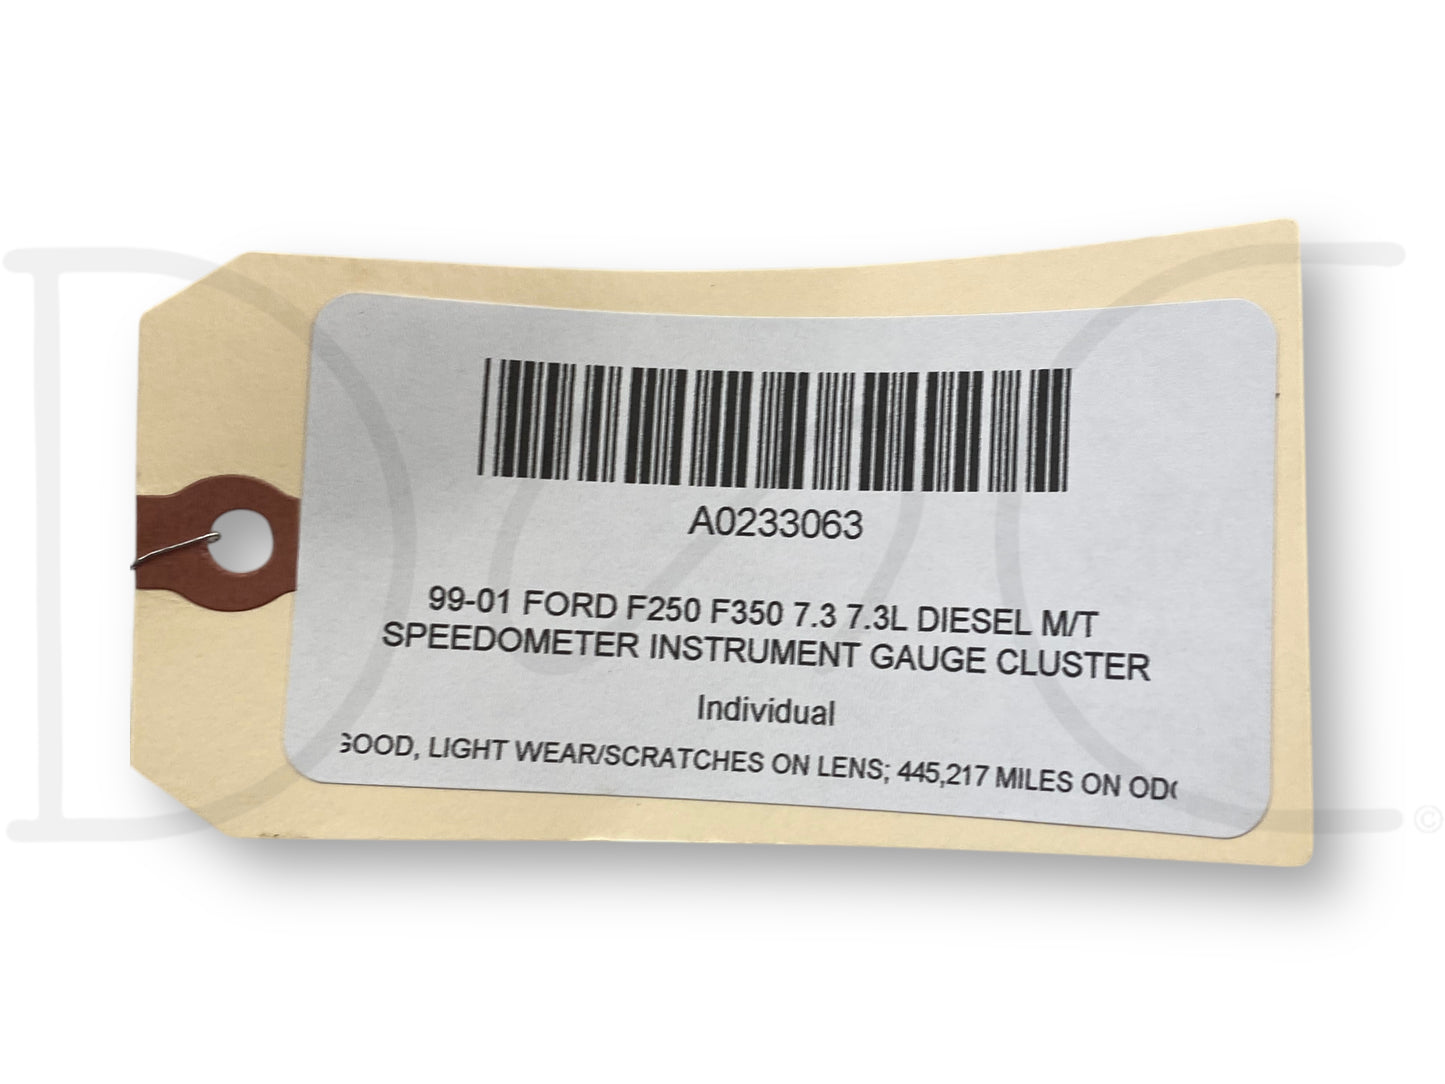 A0233063
99-01 FORD F250 F350 7.3 7.3L DIESEL M/T
SPEEDOMETER INSTRUMENT GAUGE CLUSTER
Individual
GOOD, LIGHT WEAR/SCRATCHES ON LENS; 445,217 MILES ON
©